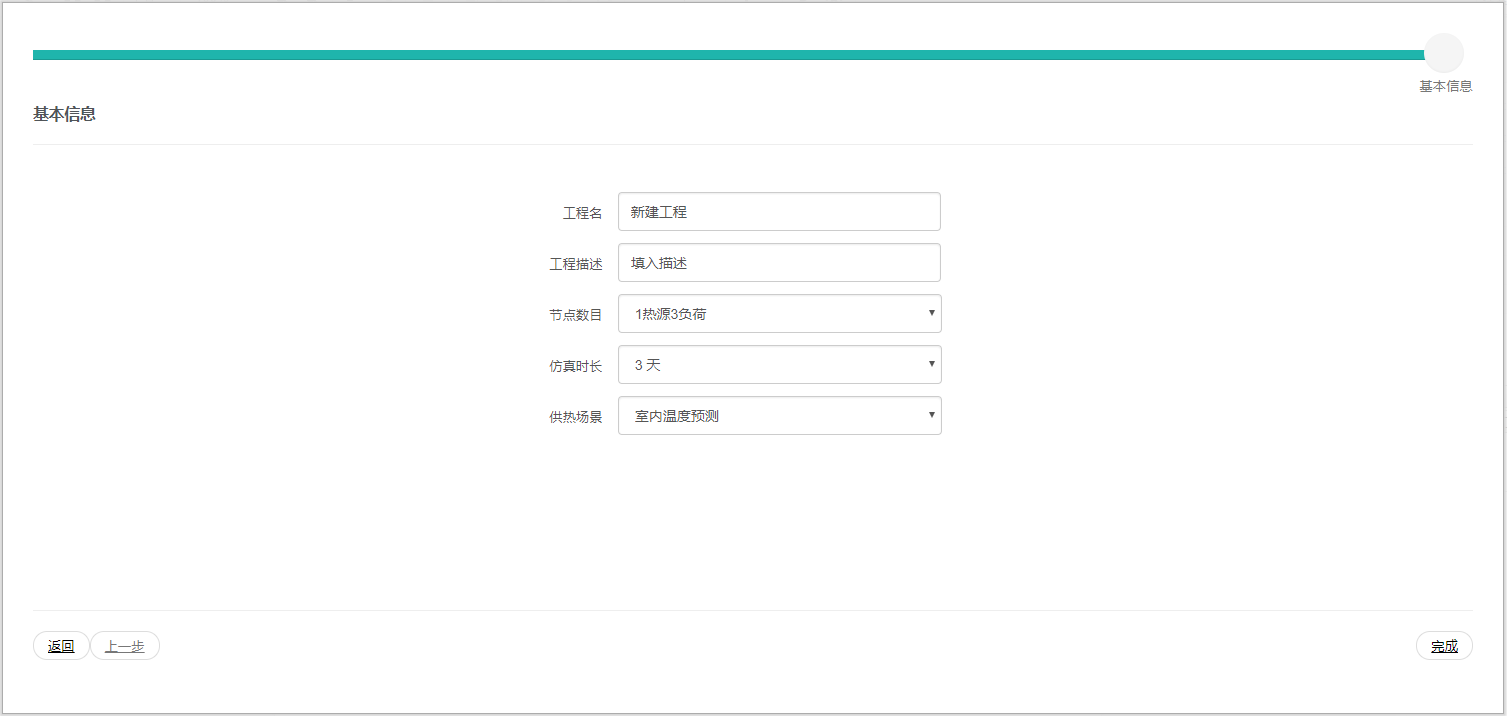 基本信息
基本信息
工程名 新建工程
工程描述 填入描述
节点数目 1热源3负荷
仿真时长 3 天
供热场景 室内温度预测
返回 上一步 完成